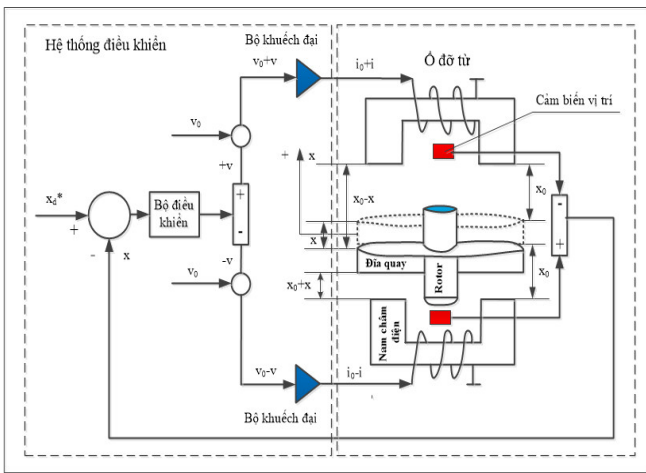 Hệ thống điều khiển
Bộ khuếch đại
v₀+v
i₀+i
Ổ đỡ từ
Cảm biến vị trí
v₀
+v
+
x
x₀-x
x₀
x_d*
+
-
x
Bộ điều
khiển
+
-
x
-
+
-v
v₀
Đĩa quay
Rotor
x₀+x
x₀
Nam châm
điện
v₀-v
i₀-i
Bộ khuếch đại